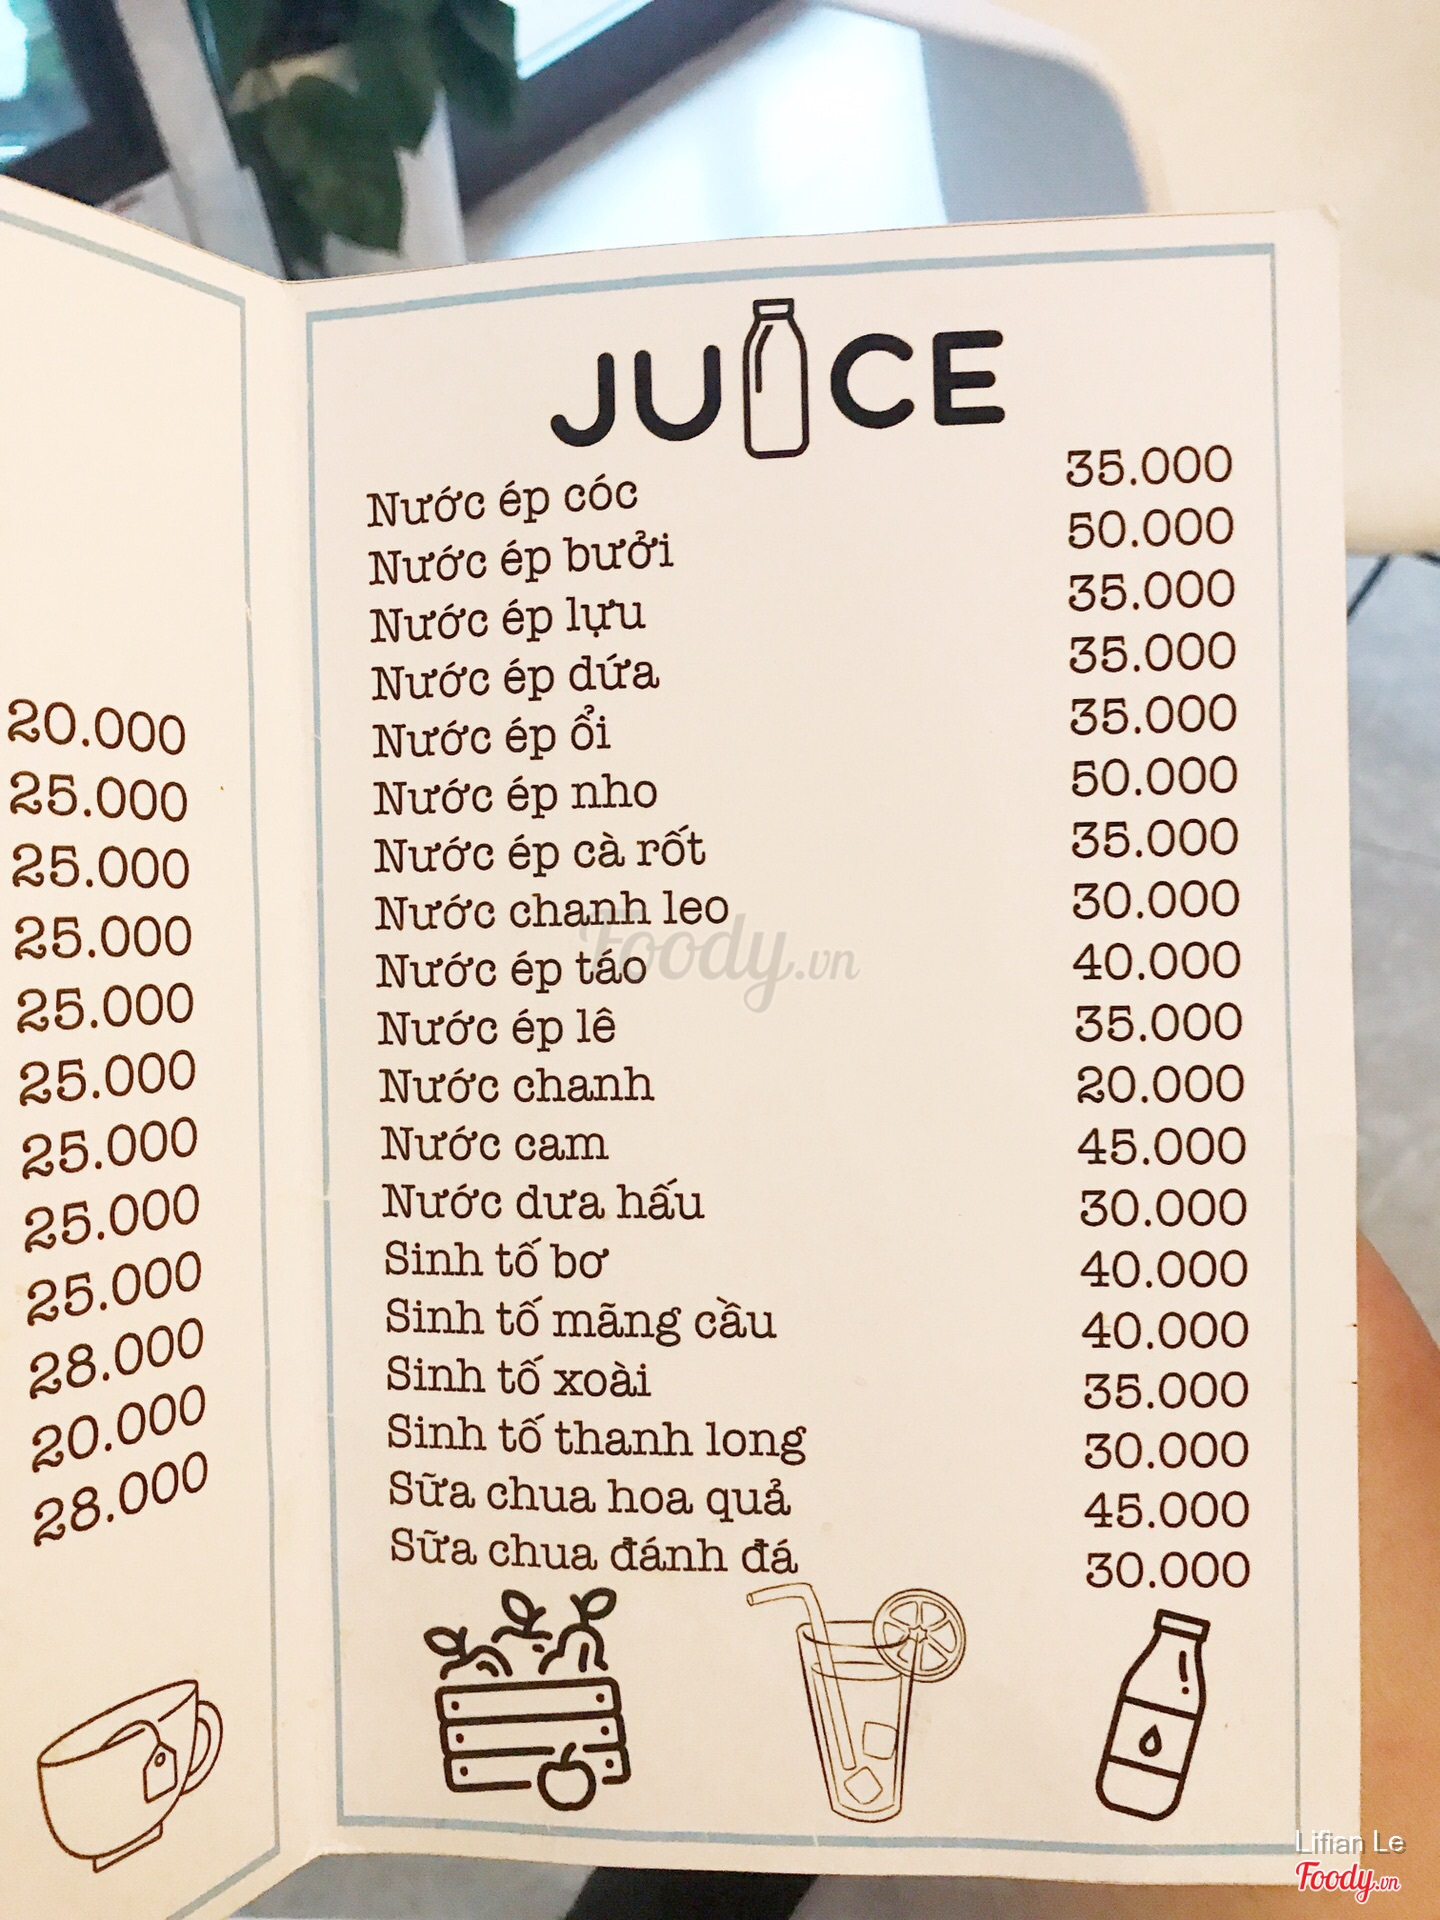 20.000
25.000
25.000
25.000
25.000
25.000
25.000
25.000
25.000
28.000
20.000
28.000
JUICE
Nước ép cóc 35.000
Nước ép bưởi 50.000
Nước ép lựu 35.000
Nước ép dứa 35.000
Nước ép ổi 35.000
Nước ép nho 50.000
Nước ép cà rốt 35.000
Nước chanh leo 30.000
Nước ép táo 40.000
Nước ép lê 35.000
Nước chanh 20.000
Nước cam 45.000
Nước dưa hấu 30.000
Sinh tố bơ 40.000
Sinh tố mãng cầu 40.000
Sinh tố xoài 35.000
Sinh tố thanh long 30.000
Sữa chua hoa quả 45.000
Sữa chua đánh đá 30.000
Foody.vn
Lifian Le
Foody.vn